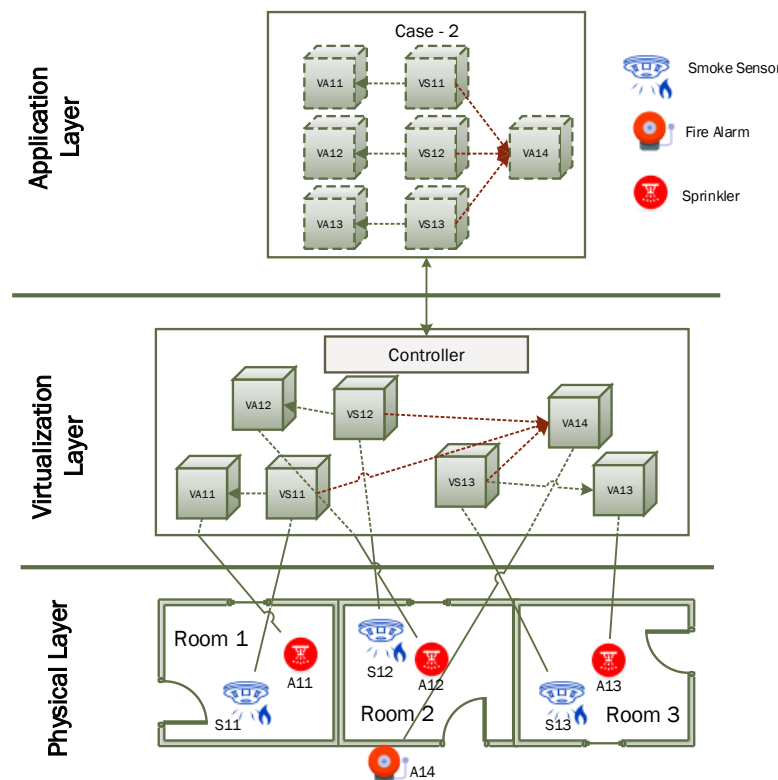 Application
Layer
Case - 2
VA11
VS11
VA12
VS12
VA14
VA13
VS13
Smoke Sensor
Fire Alarm
Sprinkler
Virtualization
Layer
Controller
VA12
VS12
VA14
VA11
VS11
VS13
VA13
Physical Layer
Room 1
A11
S11
S12
A12
Room 2
A13
S13
Room 3
A14